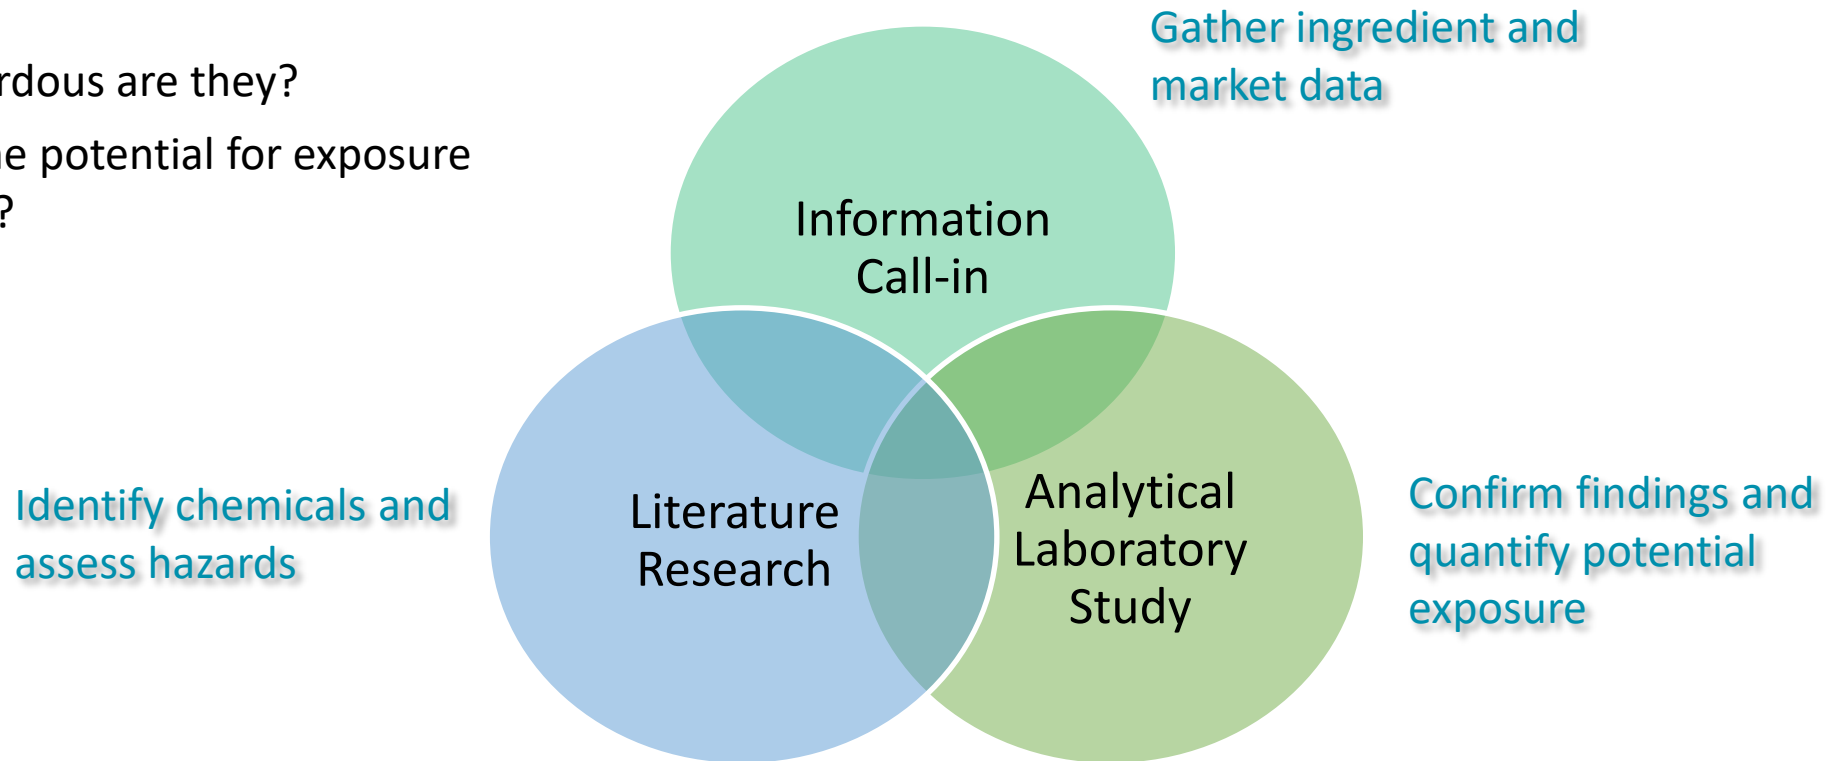 rdous are they?
ne potential for exposure
?
Gather ingredient and
market data
Information
Call-in
Identify chemicals and
assess hazards
Literature
Research
Analytical
Laboratory
Study
Confirm findings and
quantify potential
exposure